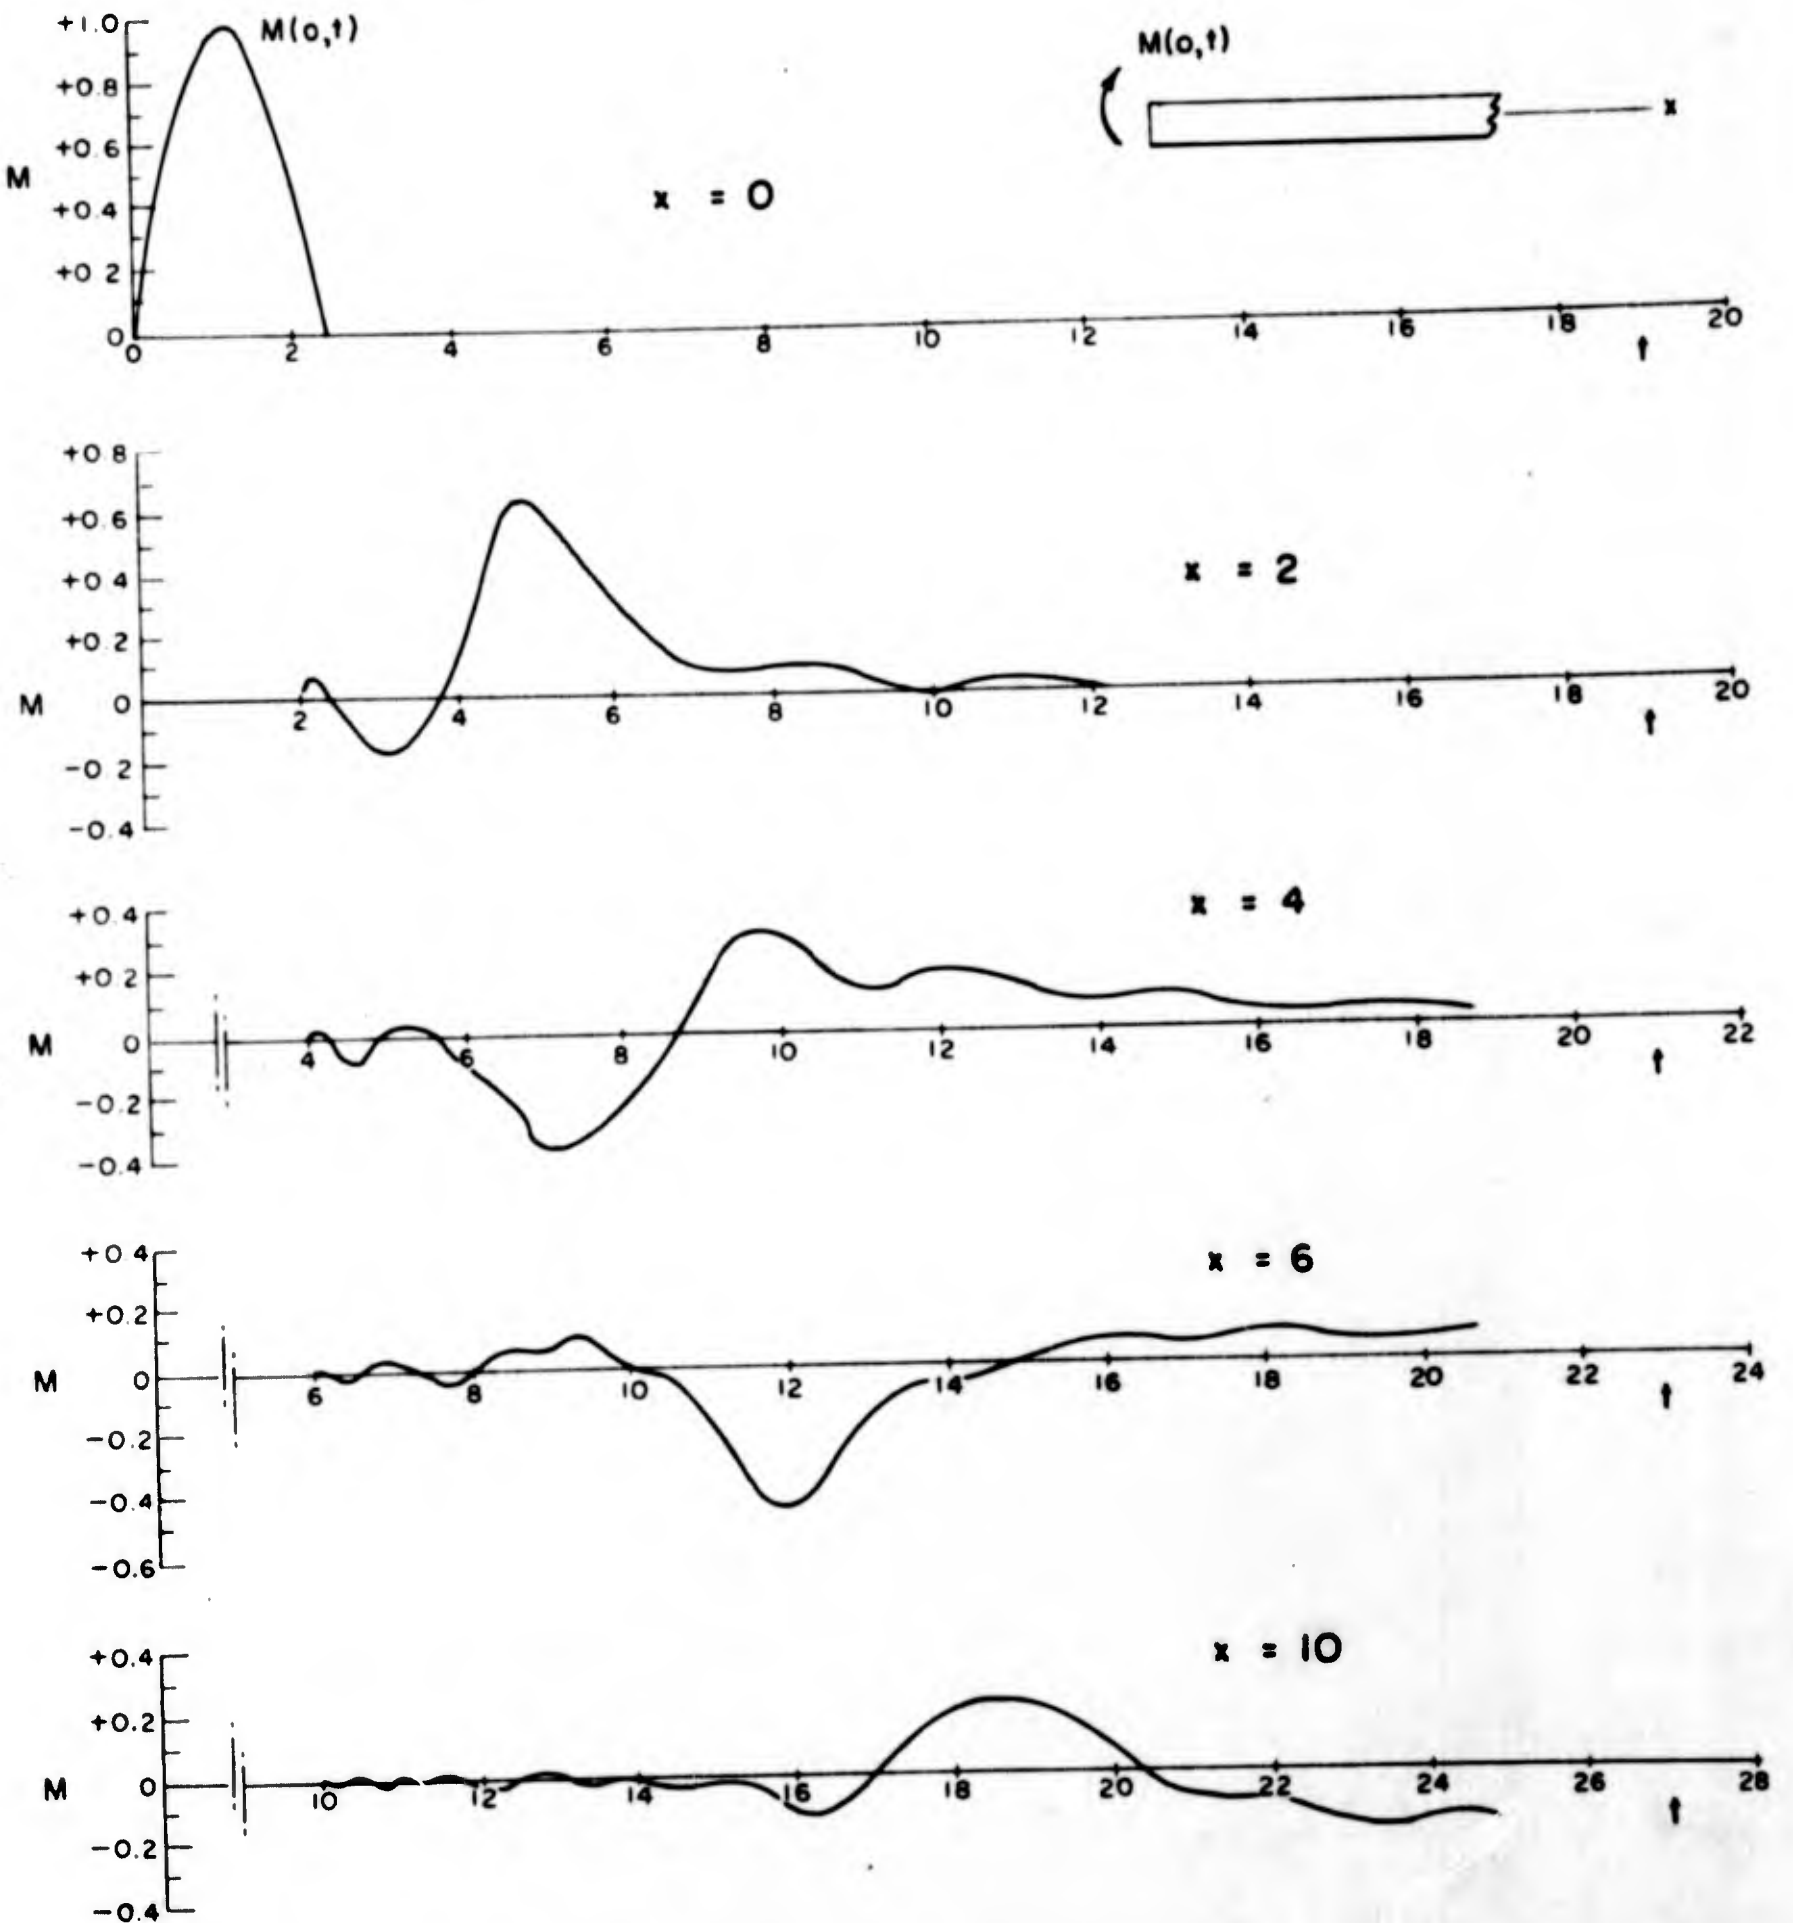 +1.0
M(o,t)
+0.8
+0.6
M
+0.4
+0.2
0
x = 0
M(o,t)
x
0 2 4 6 8 10 12 14 16 18 20
t
+0.8
+0.6
+0.4
+0.2
M 0
-0.2
-0.4
x = 2
2 4 6 8 10 12 14 16 18 20
t
+0.4
+0.2
M 0
-0.2
-0.4
x = 4
4 6 8 10 12 14 16 18 20 22
t
+0.4
+0.2
M 0
-0.2
-0.4
-0.6
x = 6
6 8 10 12 14 16 18 20 22 24
t
+0.4
+0.2
M 0
-0.2
-0.4
x = 10
10 12 14 16 18 20 22 24 26 28
t